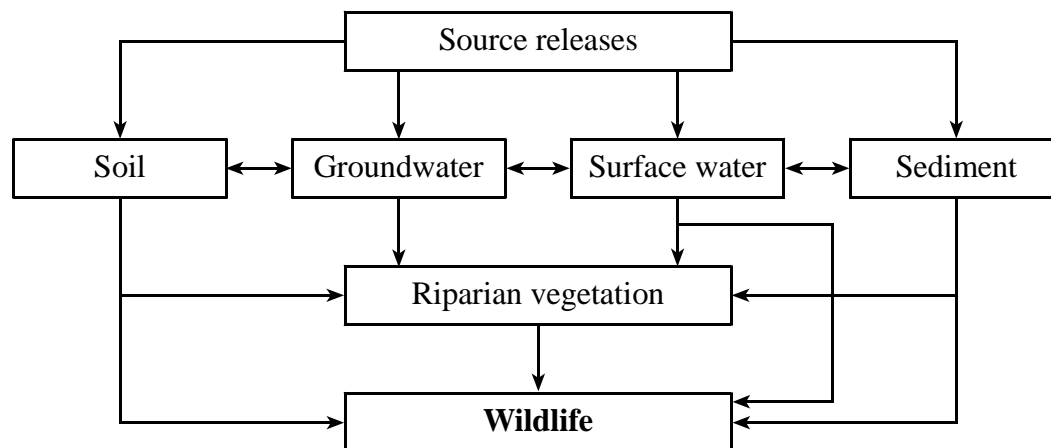 Source releases
Soil
Groundwater
Surface water
Sediment
Riparian vegetation
Wildlife